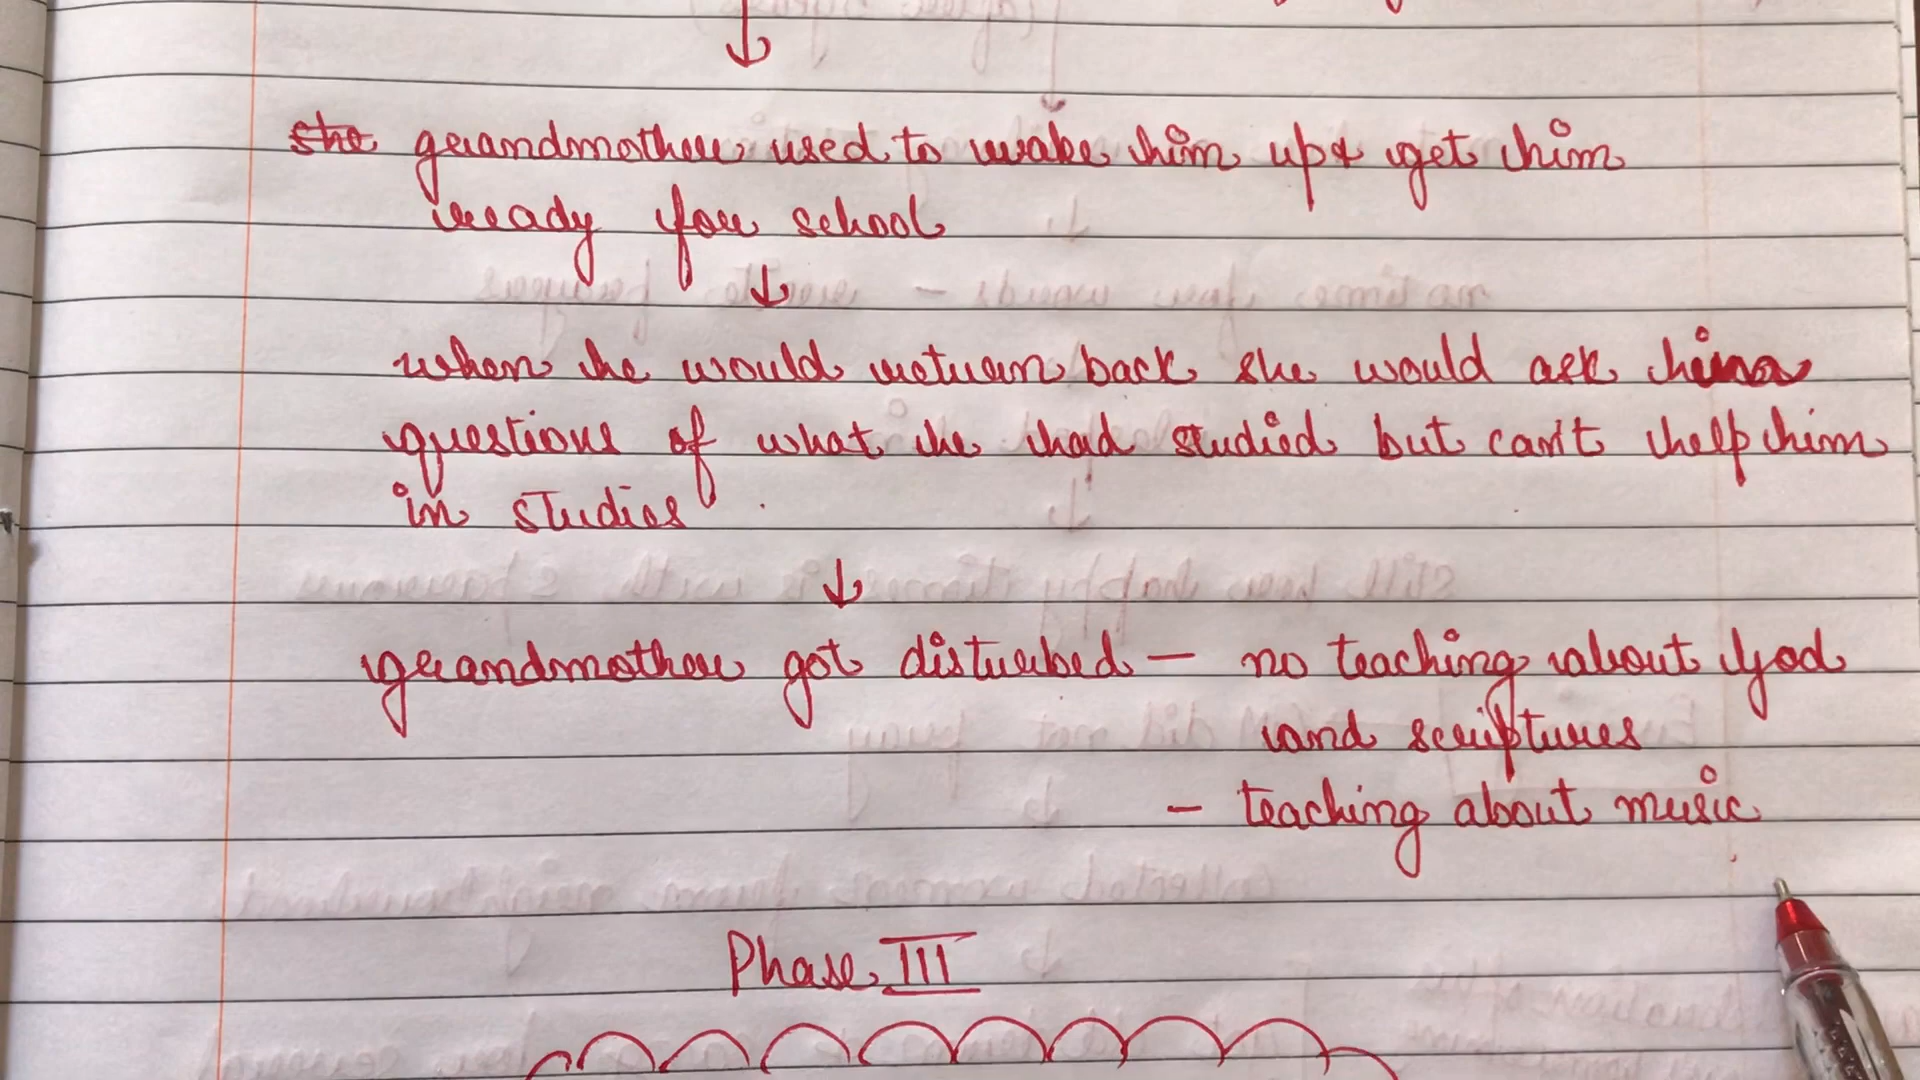 she grandmother used to wake him up & get him
ready for school
↓
when he would return back she would ask him
questions of what he had studied but can't help him
in studies
↓
grandmother got disturbed — no teaching about God
and scriptures
— teaching about music
Phase III